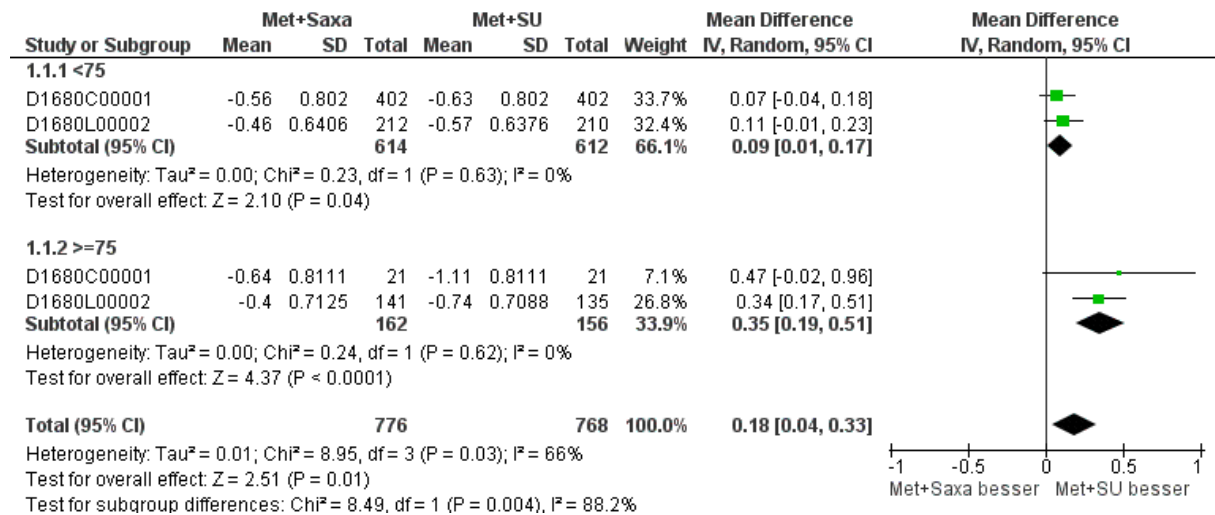 Met+Saxa Met+SU Mean Difference Mean Difference
Study or Subgroup Mean SD Total Mean SD Total Weight IV, Random, 95% CI IV, Random, 95% CI
1.1.1 <75
D1680C00001 -0.56 0.802 402 -0.63 0.802 402 33.7% 0.07 [-0.04, 0.18]
D1680L00002 -0.46 0.6406 212 -0.57 0.6376 210 32.4% 0.11 [-0.01, 0.23]
Subtotal (95% CI) 614 612 66.1% 0.09 [0.01, 0.17]
Heterogeneity: Tau² = 0.00; Chi² = 0.23, df = 1 (P = 0.63); I² = 0%
Test for overall effect: Z = 2.10 (P = 0.04)
1.1.2 >=75
D1680C00001 -0.64 0.8111 21 -1.11 0.8111 21 7.1% 0.47 [-0.02, 0.96]
D1680L00002 -0.4 0.7125 141 -0.74 0.7088 135 26.8% 0.34 [0.17, 0.51]
Subtotal (95% CI) 162 156 33.9% 0.35 [0.19, 0.51]
Heterogeneity: Tau² = 0.00; Chi² = 0.24, df = 1 (P = 0.62); I² = 0%
Test for overall effect: Z = 4.37 (P < 0.0001)
Total (95% CI) 776 768 100.0% 0.18 [0.04, 0.33]
Heterogeneity: Tau² = 0.01; Chi² = 8.95, df = 3 (P = 0.03); I² = 66%
Test for overall effect: Z = 2.51 (P = 0.01)
Test for subgroup differences: Chi² = 8.49, df = 1 (P = 0.004), I² = 88.2%
-1 -0.5 0 0.5 1
Met+Saxa besser Met+SU besser